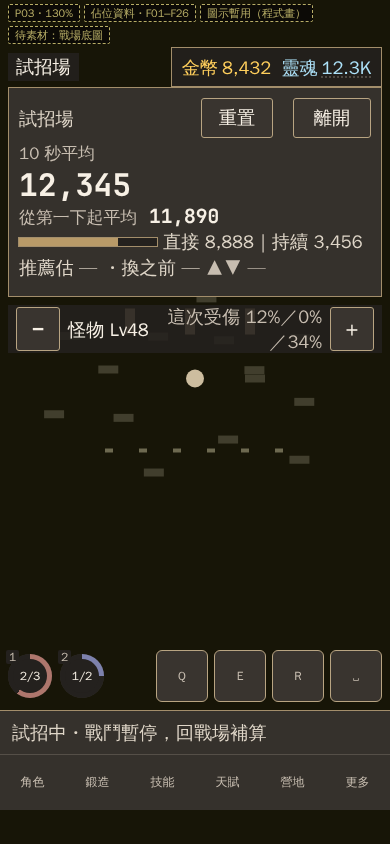 P03・130% 佔位資料・F01–F26 圖示暫用（程式畫）
待素材：戰場底圖
試招場 金幣 8,432 靈魂 12.3K
試招場 重置 離開
10 秒平均
12,345
從第一下起平均 11,890
直接 8,888｜持續 3,456
推薦估 — ・換之前 — ▲▼ —
− 怪物 Lv48 這次受傷 12%／0%／34% +
1 2/3 2 1/2 Q E R ⎵
試招中・戰鬥暫停，回戰場補算
角色 鍛造 技能 天賦 營地 更多